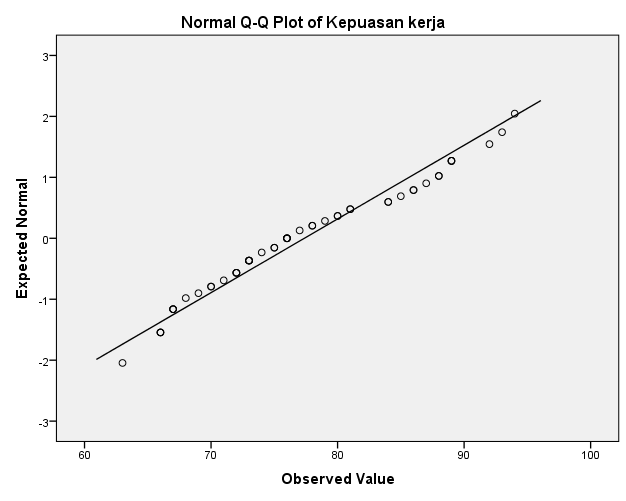 Normal Q-Q Plot of Kepuasan kerja
3
2
1
0
-1
-2
-3
Expected Normal
60 70 80 90 100
Observed Value